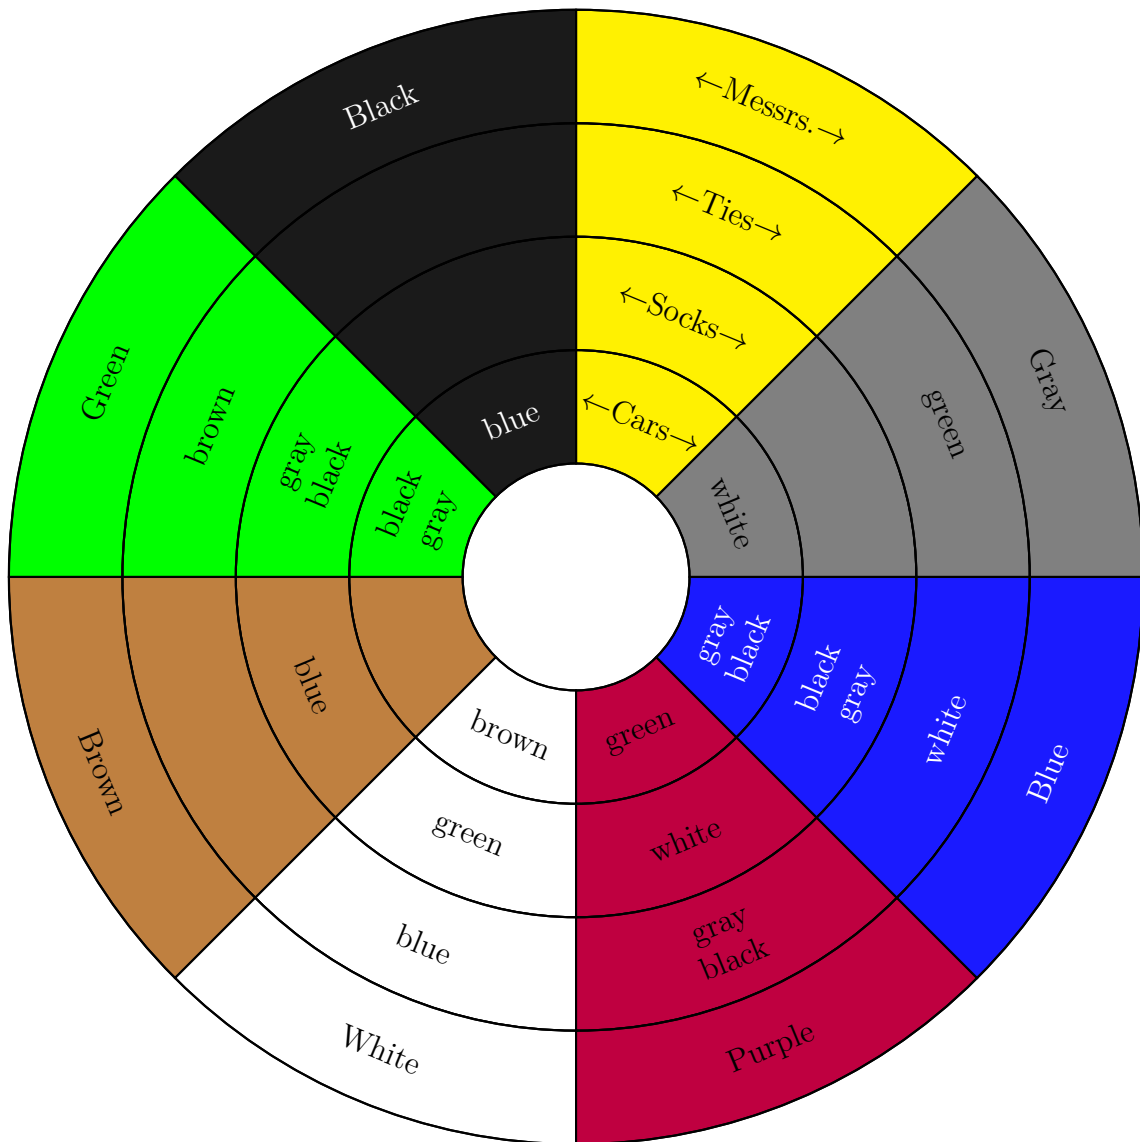 ←Messrs.→
←Ties→
←Socks→
←Cars→
Gray
green
white
Blue
white
black
gray
gray
black
Purple
gray
black
white
green
White
blue
green
brown
Brown
blue
Green
brown
gray
black
black
gray
Black
blue